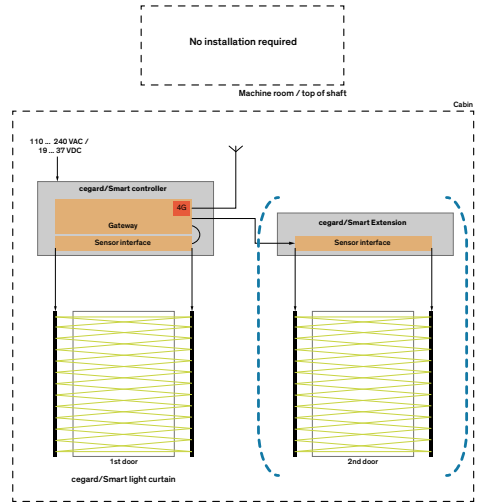 No installation required
Machine room / top of shaft
Cabin
110 ... 240 VAC /
19 ... 37 VDC
cegard/Smart controller
4G
Gateway
Sensor interface
cegard/Smart Extension
Sensor interface
1st door
2nd door
cegard/Smart light curtain